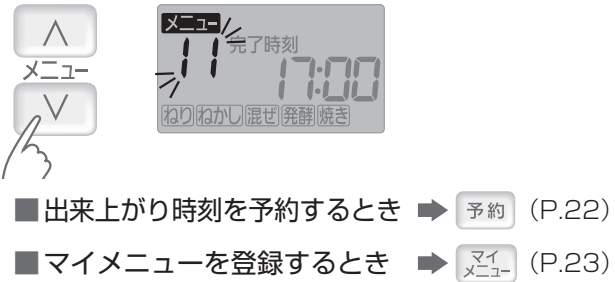 メニュー
メニュー
11
完了時刻
17:00
ねり ねかし 混ぜ 発酵 焼き
■出来上がり時刻を予約するとき ➡ 予約 (P.22)
■マイメニューを登録するとき ➡ マイメニュー (P.23)